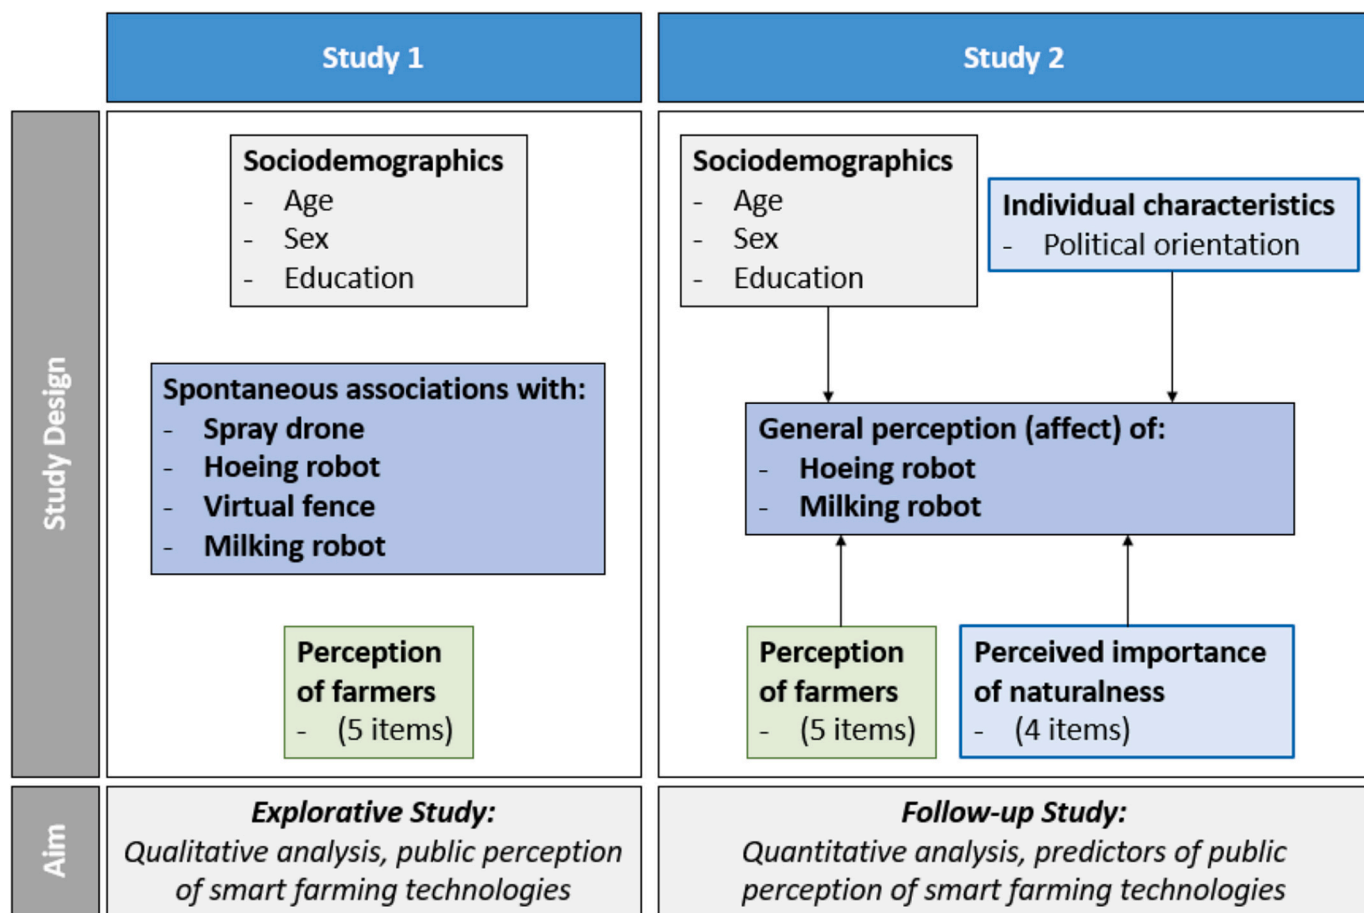 Study 1
Study 2
Study Design
Sociodemographics
- Age
- Sex
- Education
Spontaneous associations with:
- Spray drone
- Hoeing robot
- Virtual fence
- Milking robot
Perception
of farmers
- (5 items)
Sociodemographics
- Age
- Sex
- Education
Individual characteristics
- Political orientation
General perception (affect) of:
- Hoeing robot
- Milking robot
Perception
of farmers
- (5 items)
Perceived importance
of naturalness
- (4 items)
Aim
Explorative Study:
Qualitative analysis, public perception
of smart farming technologies
Follow-up Study:
Quantitative analysis, predictors of public
perception of smart farming technologies